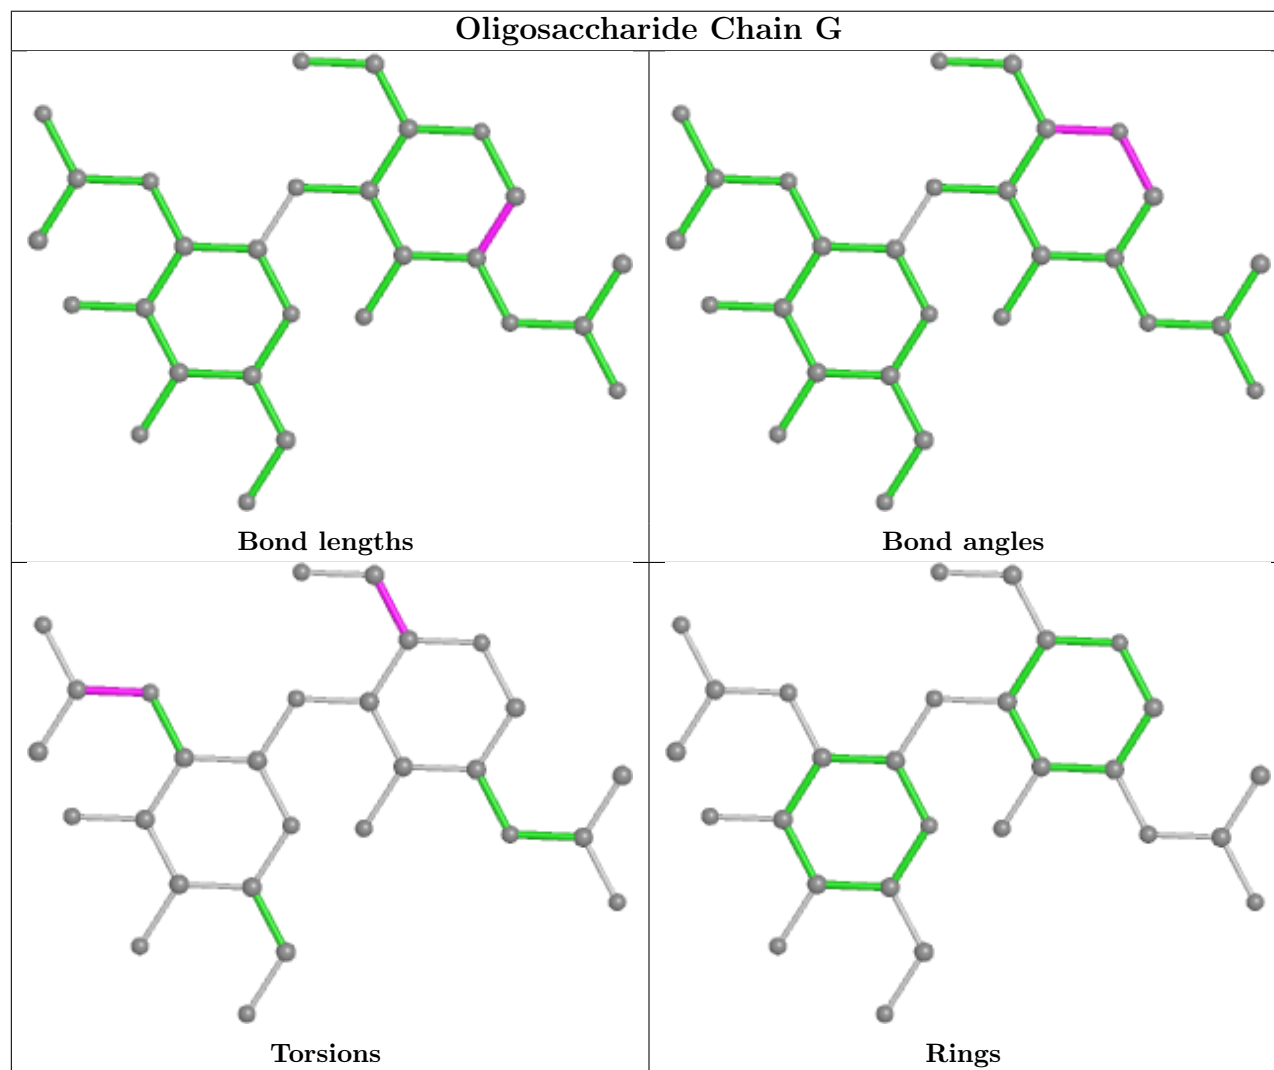 Oligosaccharide Chain G
Bond lengths
Bond angles
Torsions
Rings